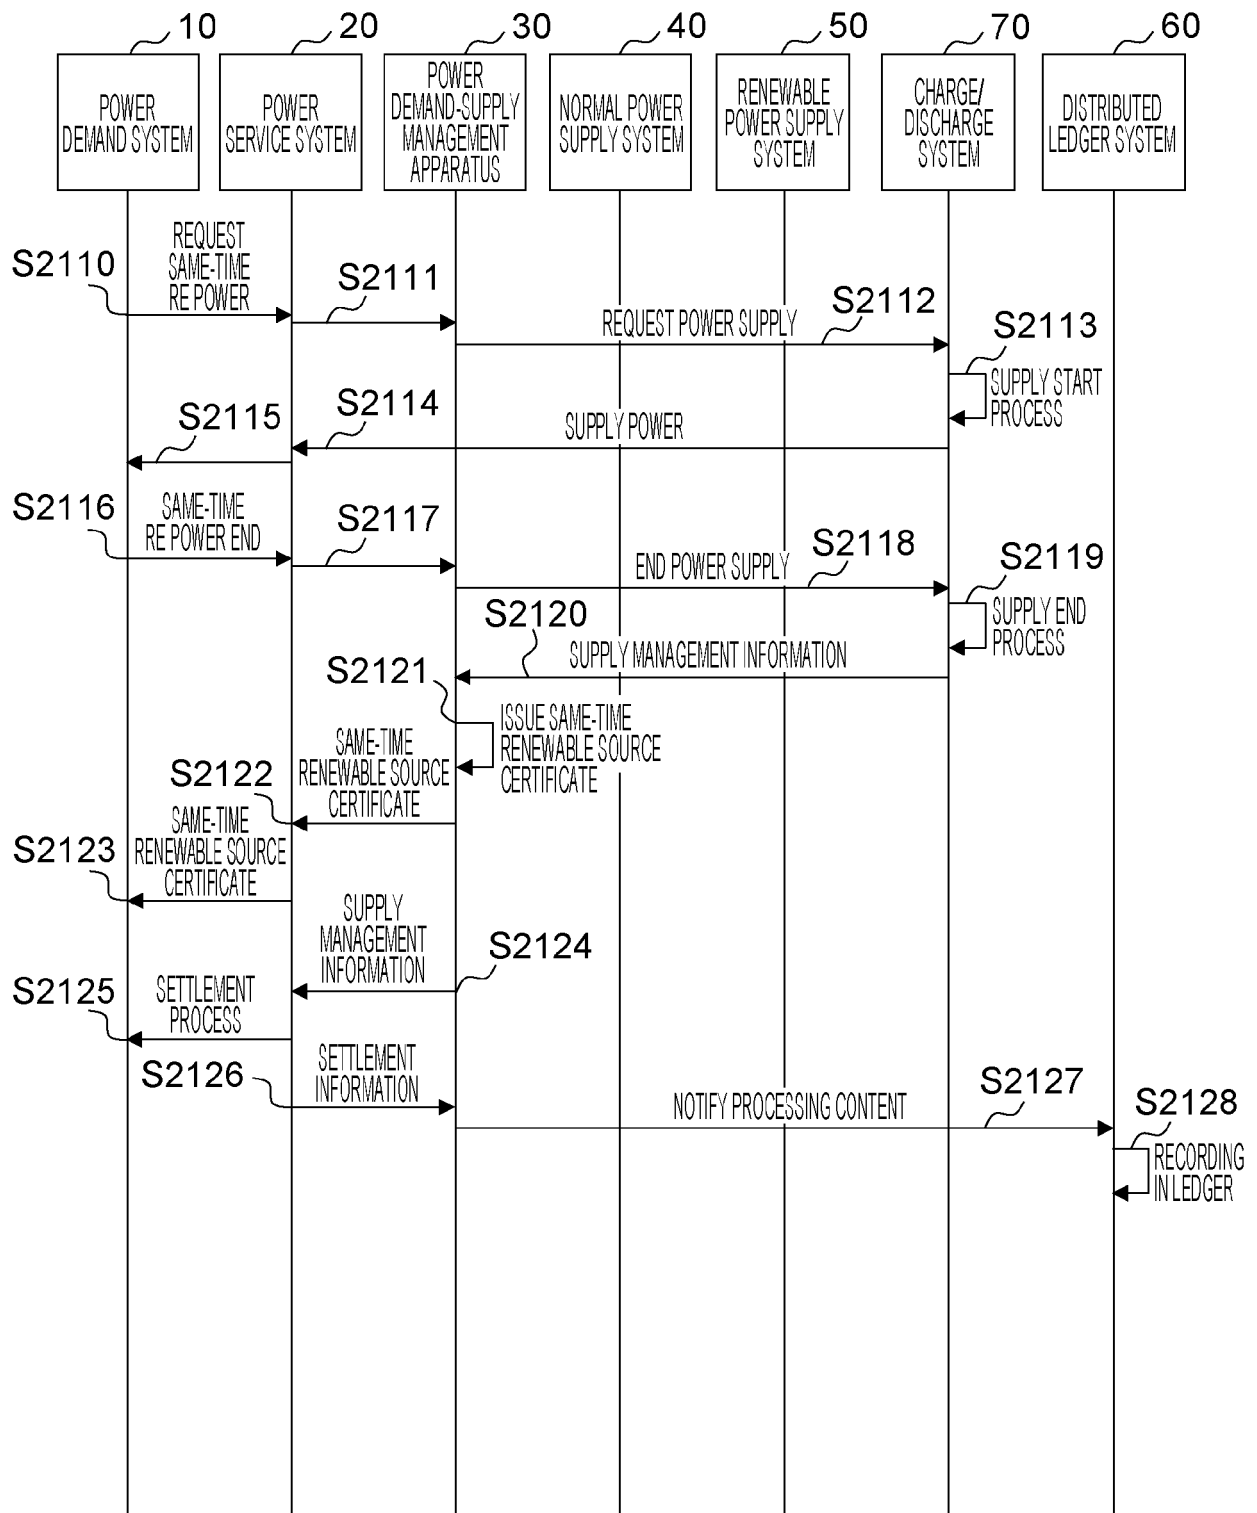 10
20
30
40
50
70
60
POWER
DEMAND SYSTEM
POWER
SERVICE SYSTEM
POWER
DEMAND-SUPPLY
MANAGEMENT
APPARATUS
NORMAL POWER
SUPPLY SYSTEM
RENEWABLE
POWER SUPPLY
SYSTEM
CHARGE/
DISCHARGE
SYSTEM
DISTRIBUTED
LEDGER SYSTEM
S2110
REQUEST
SAME-TIME
RE POWER
S2111
REQUEST POWER SUPPLY
S2112
S2113
SUPPLY START
PROCESS
S2115
S2114
SUPPLY POWER
S2116
SAME-TIME
RE POWER END
S2117
END POWER SUPPLY
S2118
S2119
SUPPLY END
PROCESS
S2120
SUPPLY MANAGEMENT INFORMATION
S2121
ISSUE SAME-TIME
RENEWABLE SOURCE
CERTIFICATE
S2122
SAME-TIME
RENEWABLE SOURCE
CERTIFICATE
S2123
SAME-TIME
RENEWABLE SOURCE
CERTIFICATE
SUPPLY
MANAGEMENT
INFORMATION
S2124
S2125
SETTLEMENT
PROCESS
S2126
SETTLEMENT
INFORMATION
NOTIFY PROCESSING CONTENT
S2127
S2128
RECORDING
IN LEDGER